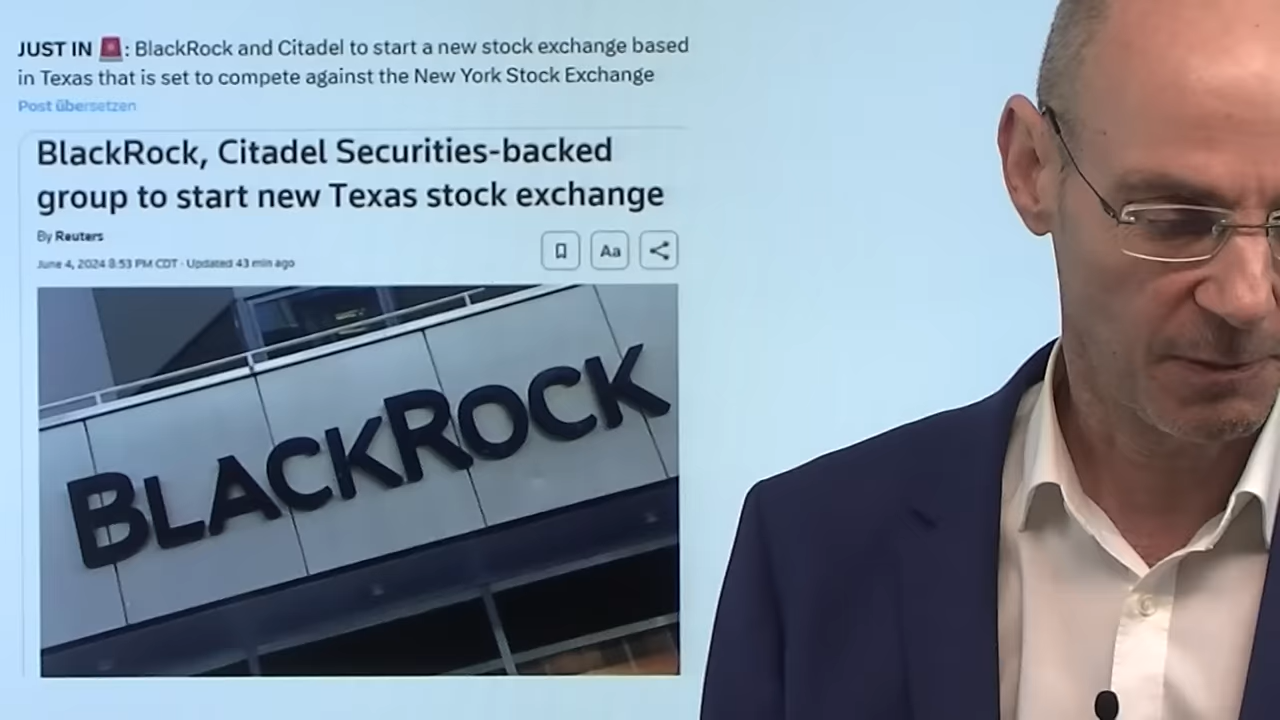 JUST IN 🚨: BlackRock and Citadel to start a new stock exchange based
in Texas that is set to compete against the New York Stock Exchange
Post übersetzen
BlackRock, Citadel Securities-backed
group to start new Texas stock exchange
By Reuters
Aa
June 4, 2024 8:53 PM CDT · Updated 43 min ago
BLACKROCK